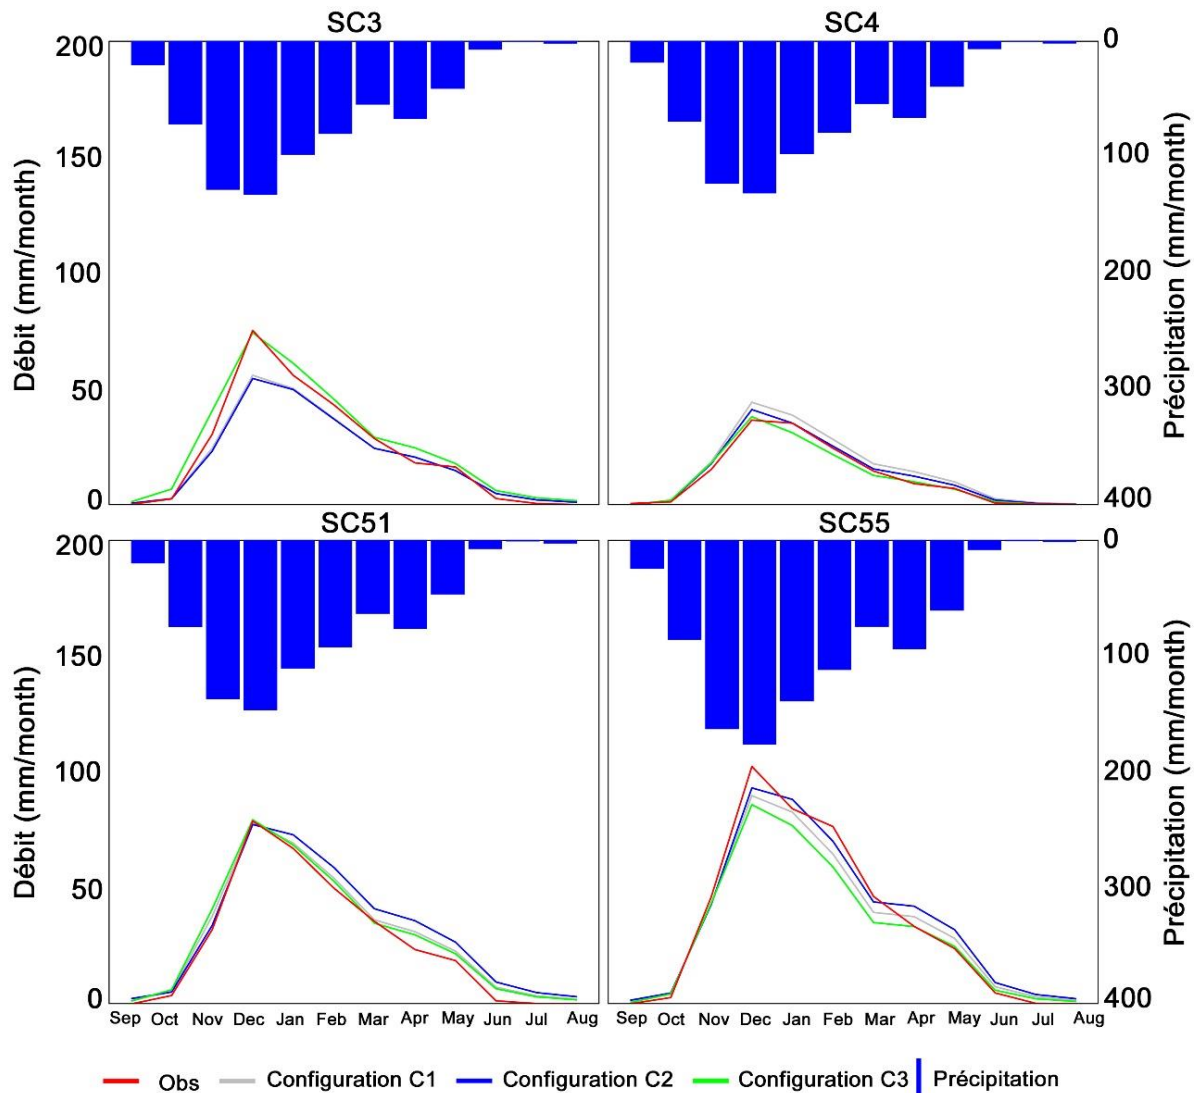 SC3 SC4
200 0
150 100
100 200
50 300
0 400
Débit (mm/month)
Précipitation (mm/month)
SC51 SC55
200 0
150 100
100 200
50 300
0 400
Débit (mm/month)
Précipitation (mm/month)
Sep Oct Nov Dec Jan Feb Mar Apr May Jun Jul Aug Sep Oct Nov Dec Jan Feb Mar Apr May Jun Jul Aug
Obs Configuration C1 Configuration C2 Configuration C3 Précipitation